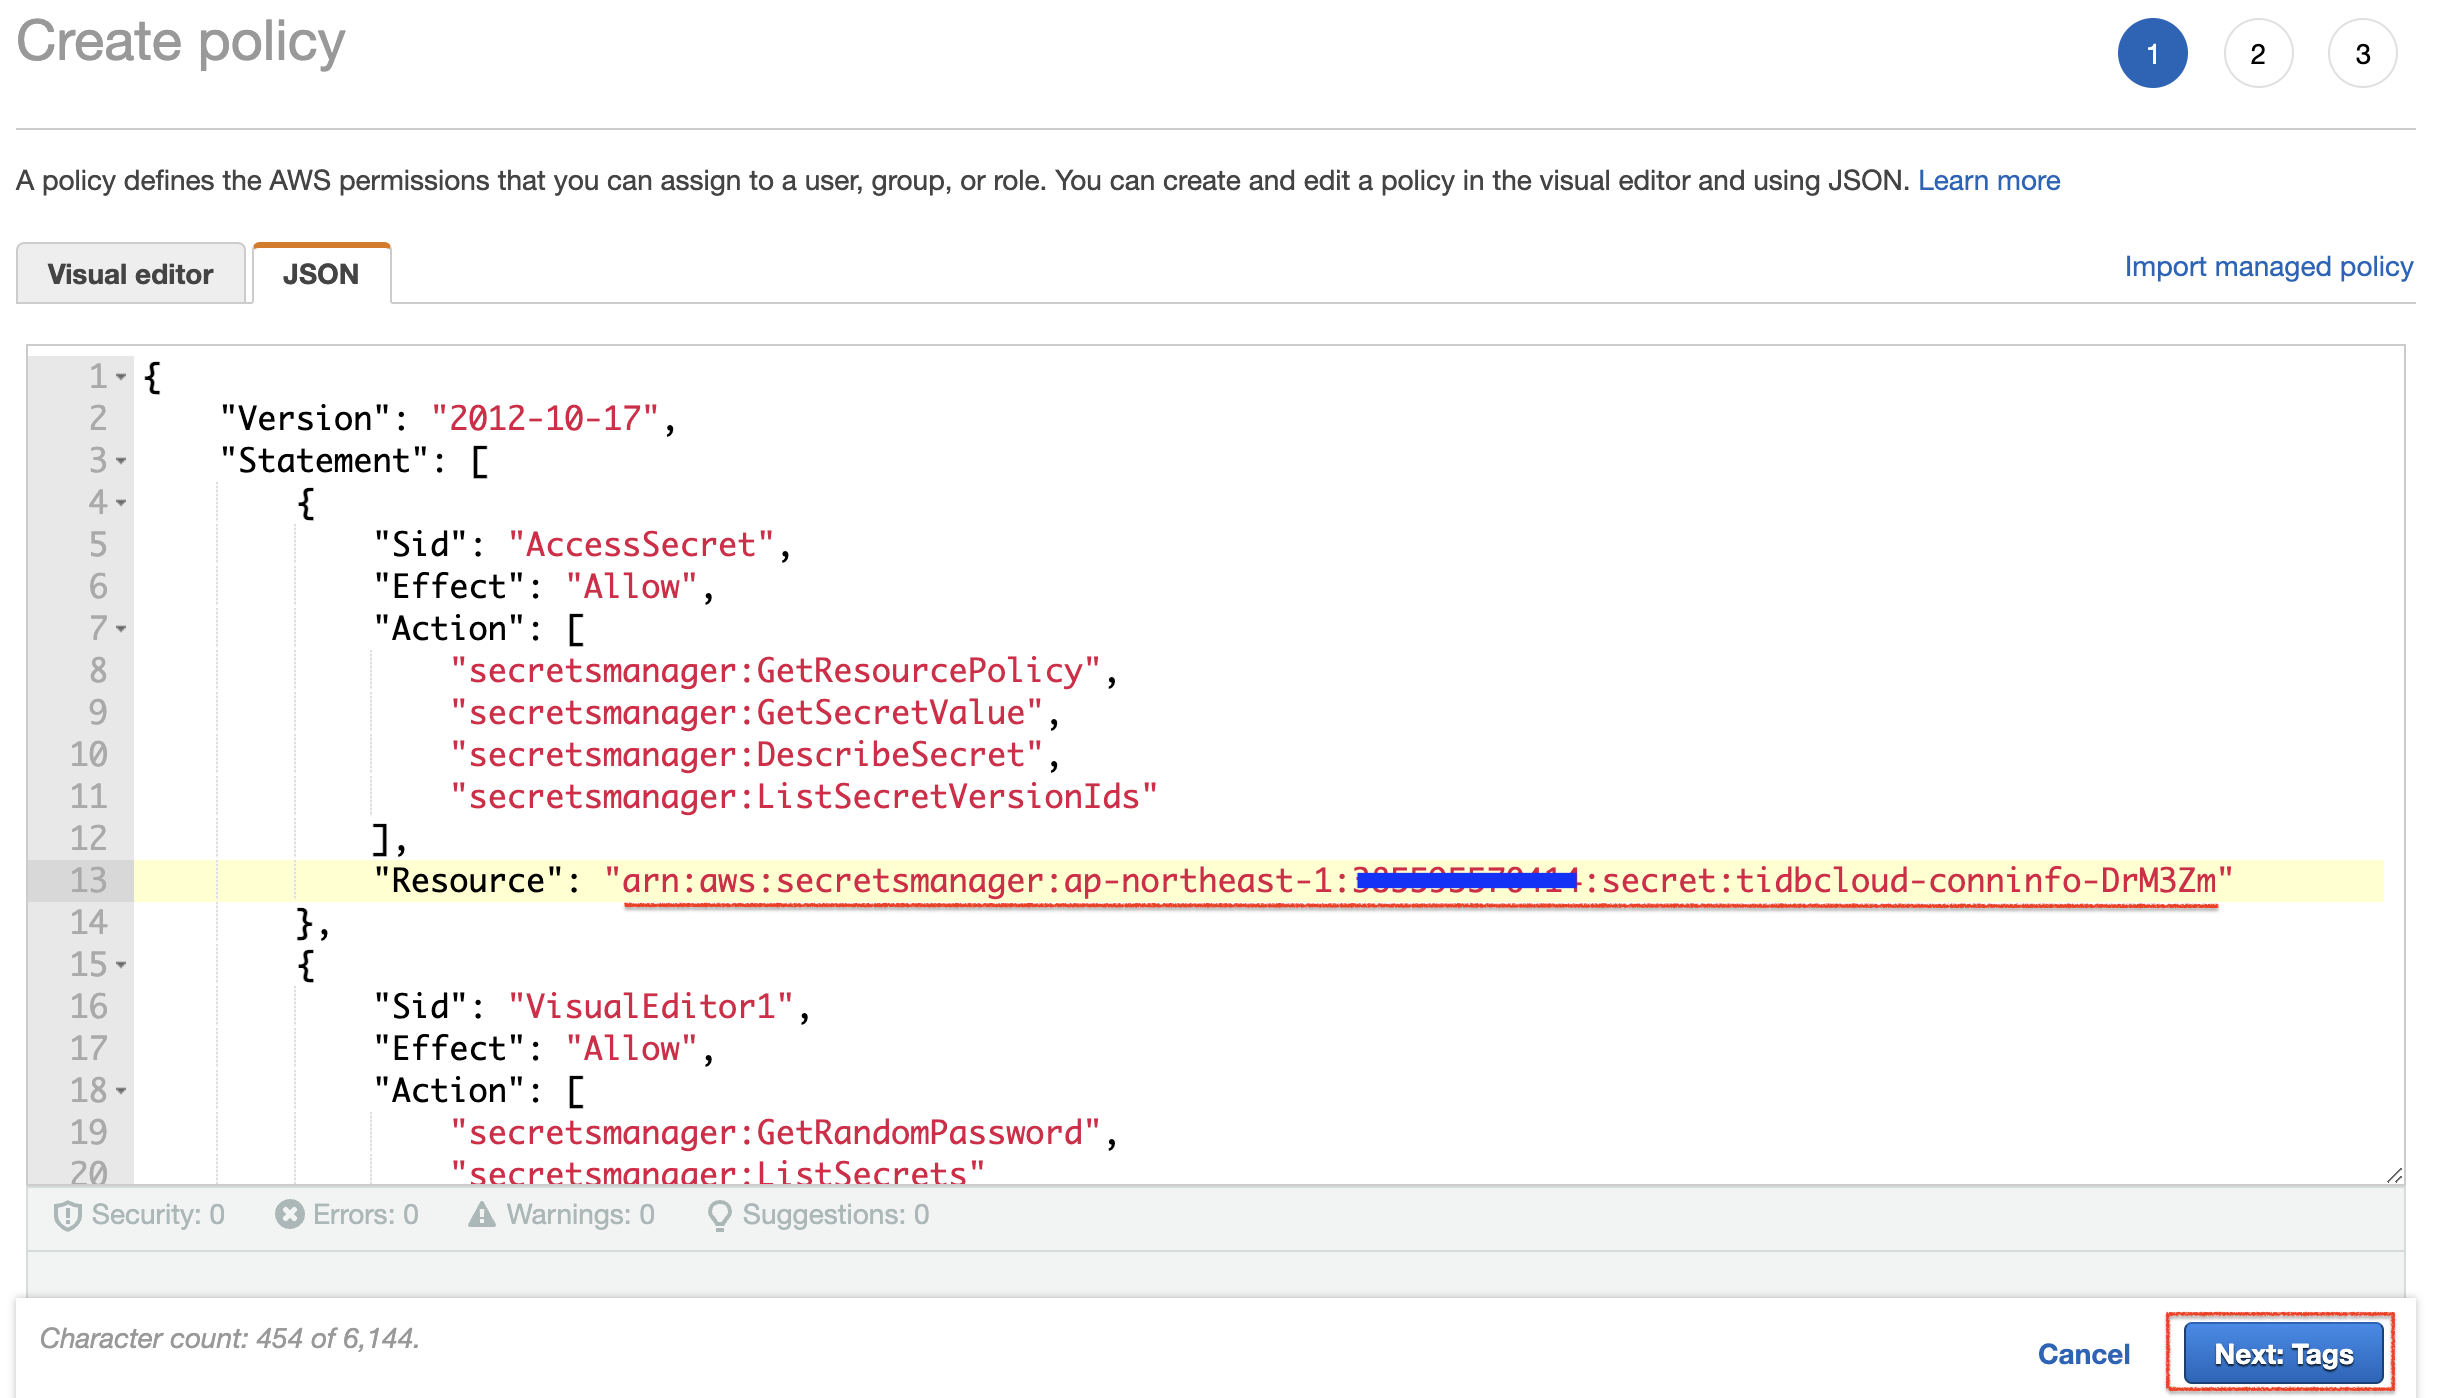 Create policy
1 2 3
A policy defines the AWS permissions that you can assign to a user, group, or role. You can create and edit a policy in the visual editor and using JSON. Learn more
Visual editor JSON Import managed policy
1 {
2 "Version": "2012-10-17",
3 "Statement": [
4 {
5 "Sid": "AccessSecret",
6 "Effect": "Allow",
7 "Action": [
8 "secretsmanager:GetResourcePolicy",
9 "secretsmanager:GetSecretValue",
10 "secretsmanager:DescribeSecret",
11 "secretsmanager:ListSecretVersionIds"
12 ],
13 "Resource": "arn:aws:secretsmanager:ap-northeast-1: :secret:tidbcloud-conninfo-DrM3Zm"
14 },
15 {
16 "Sid": "VisualEditor1",
17 "Effect": "Allow",
18 "Action": [
19 "secretsmanager:GetRandomPassword",
20 "secretsmanager:ListSecrets"
Security: 0 Errors: 0 Warnings: 0 Suggestions: 0
Character count: 454 of 6,144.
Cancel Next: Tags